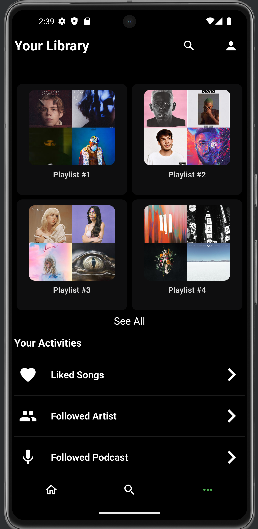 2:39
Your Library
Playlist #1
Playlist #2
Playlist #3
Playlist #4
See All
Your Activities
Liked Songs
Followed Artist
Followed Podcast